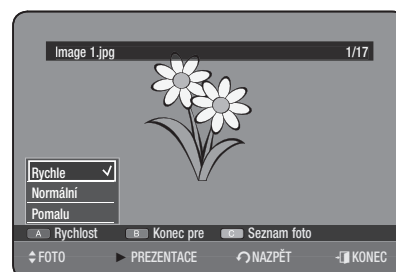 Image 1.jpg 1/17
Rychle
Normální
Pomalu
A Rychlost B Konec pre C Seznam foto
FOTO PREZENTACE NAZPĚT KONEC